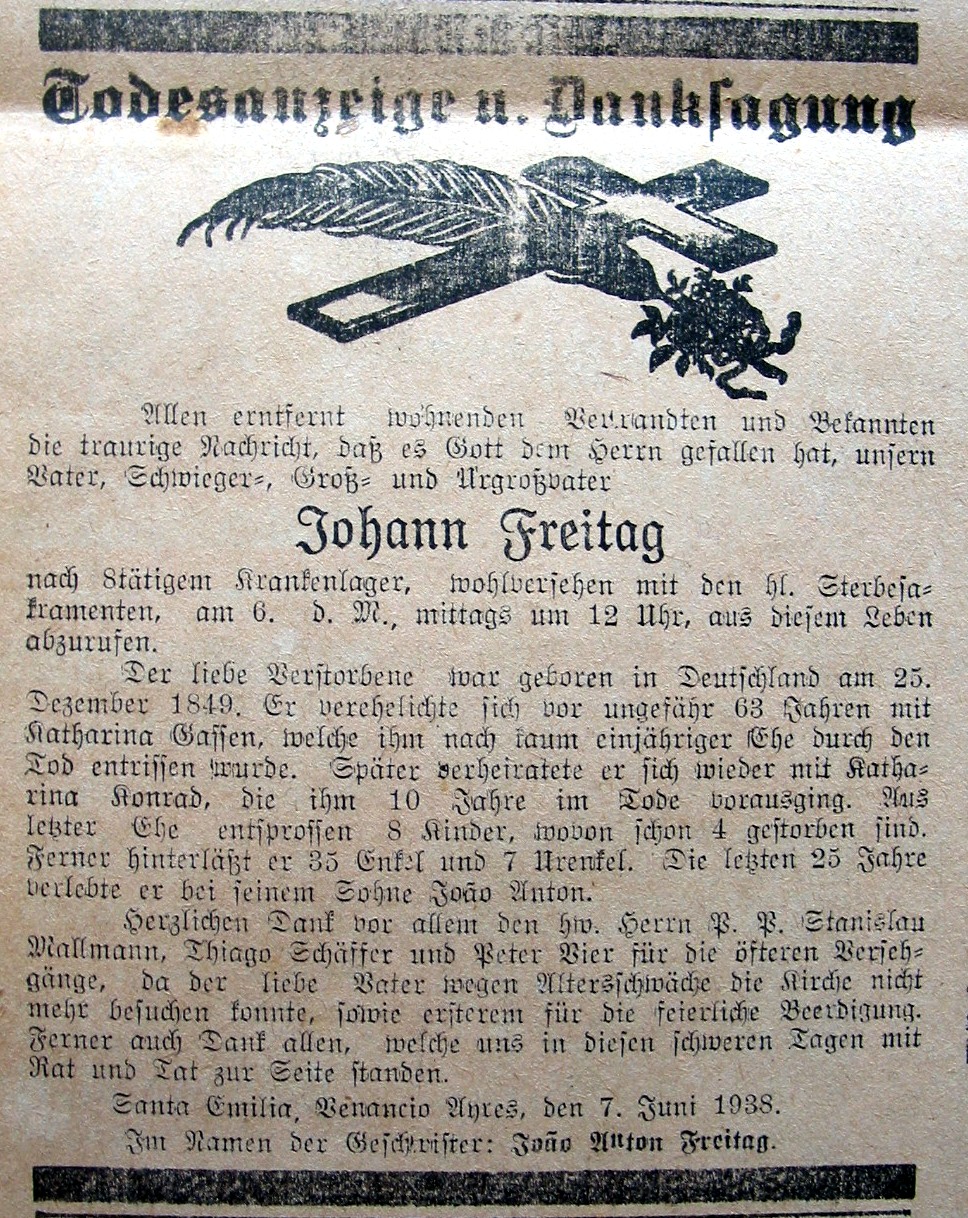 Todesanzeige u. Danksagung
Allen erntfernt wohnenden Verwandten und Bekannten
die traurige Nachricht, daß es Gott dem Herrn gefallen hat, unsern
Vater, Schwieger-, Groß- und Urgroßvater
Johann Freitag
nach 8tätigem Krankenlager, wohlversehen mit den hl. Sterbesa-
kramenten, am 6. d. M., mittags um 12 Uhr, aus diesem Leben
abzurufen.
Der liebe Verstorbene war geboren in Deutschland am 25.
Dezember 1849. Er verehelichte sich vor ungefähr 63 Jahren mit
Katharina Gassen, welche ihm nach kaum einjähriger Ehe durch den
Tod entrissen wurde. Später verheiratete er sich wieder mit Katha-
rina Konrad, die ihm 10 Jahre im Tode vorausging. Aus
letzter Ehe entsprossen 8 Kinder, wovon schon 4 gestorben sind.
Ferner hinterläßt er 35 Enkel und 7 Urenkel. Die letzten 25 Jahre
verlebte er bei seinem Sohne João Anton.
Herzlichen Dank vor allem den hw. Herrn P. P. Stanislau
Mallmann, Thiago Schäffer und Peter Vier für die öfteren Verseh-
gänge, da der liebe Vater wegen Altersschwäche die Kirche nicht
mehr besuchen konnte, sowie ersterem für die feierliche Beerdigung.
Ferner auch Dank allen, welche uns in diesen schweren Tagen mit
Rat und Tat zur Seite standen.
Santa Emilia, Venancio Ayres, den 7. Juni 1938.
Im Namen der Geschwister: João Anton Freitag.